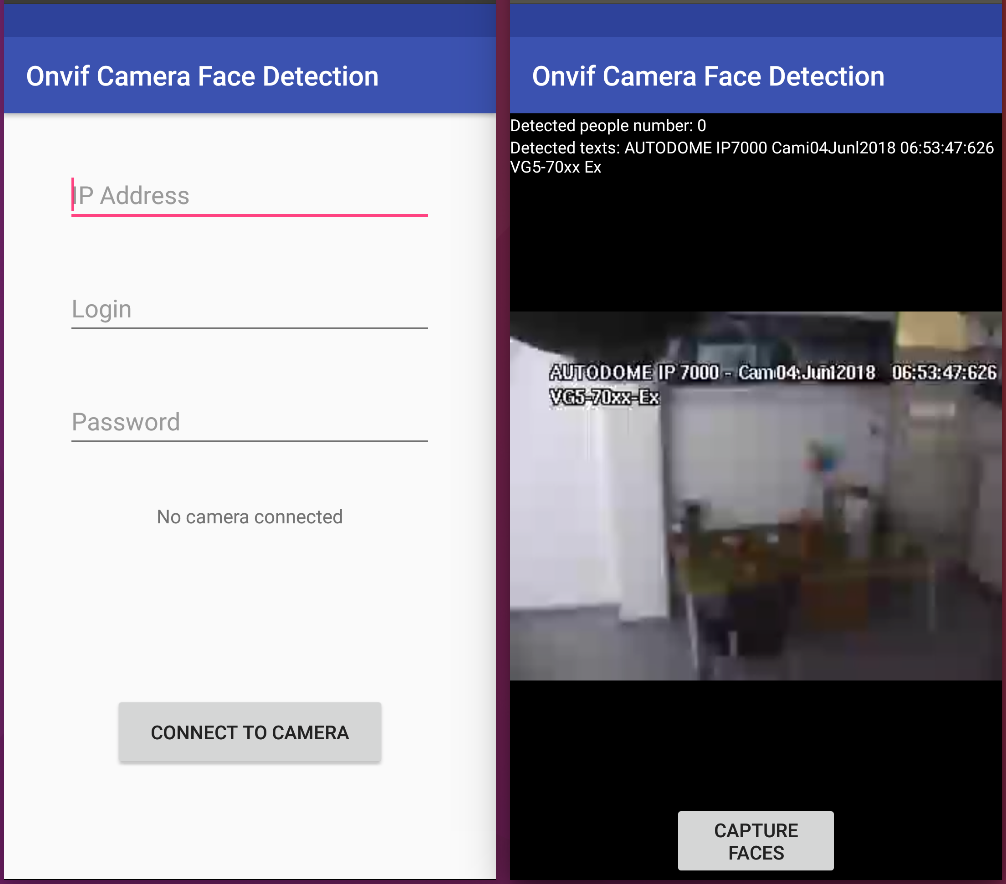 Onvif Camera Face Detection
IP Address
Login
Password
No camera connected
CONNECT TO CAMERA
Onvif Camera Face Detection
Detected people number: 0
Detected texts: AUTODOME IP7000 Cami04Junl2018 06:53:47:626
VG5-70xx Ex
AUTODOME IP 7000 - Cam04:Junl2018 06:53:47:626
VG5-70xx-Ex
CAPTURE
FACES